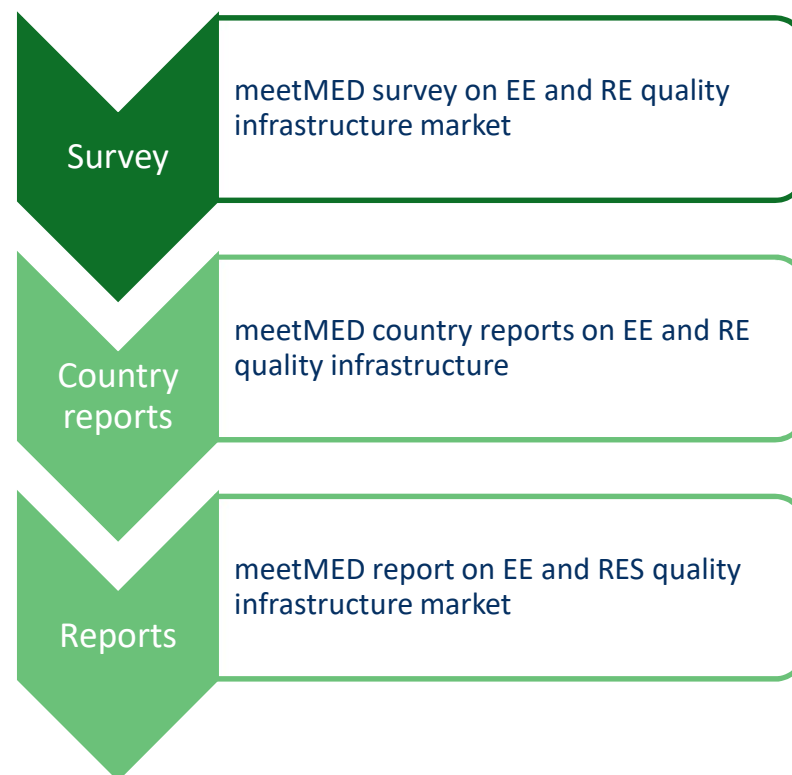 Survey
meetMED survey on EE and RE quality
infrastructure market
Country
reports
meetMED country reports on EE and RE
quality infrastructure
Reports
meetMED report on EE and RES quality
infrastructure market